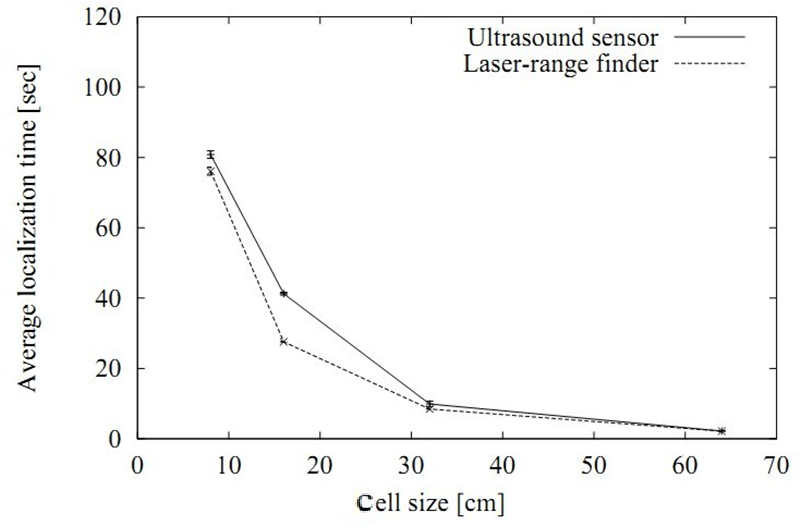 120
100
80
60
40
20
0
Average localization time [sec]
Ultrasound sensor
Laser-range finder
0 10 20 30 40 50 60 70
Cell size [cm]